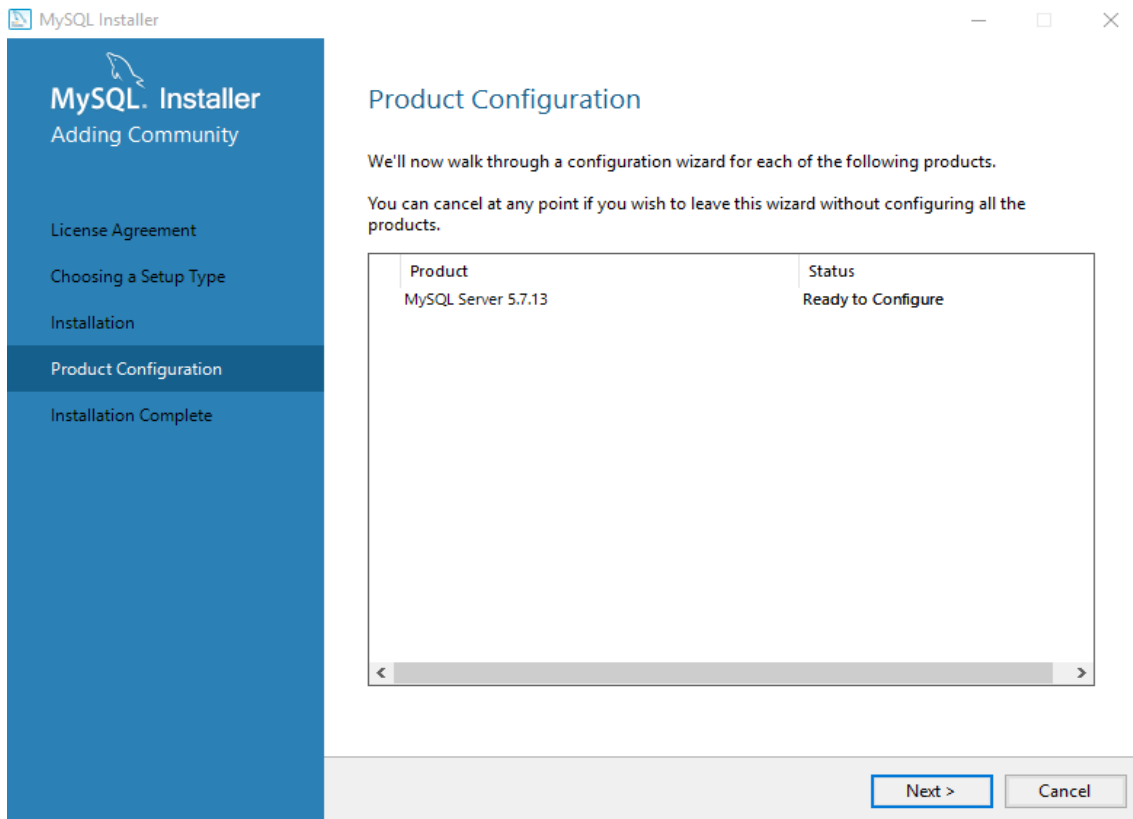 MySQL Installer
MySQL. Installer
Adding Community
License Agreement
Choosing a Setup Type
Installation
Product Configuration
Installation Complete
Product Configuration
We'll now walk through a configuration wizard for each of the following products.
You can cancel at any point if you wish to leave this wizard without configuring all the
products.
Product Status
MySQL Server 5.7.13 Ready to Configure
Next > Cancel